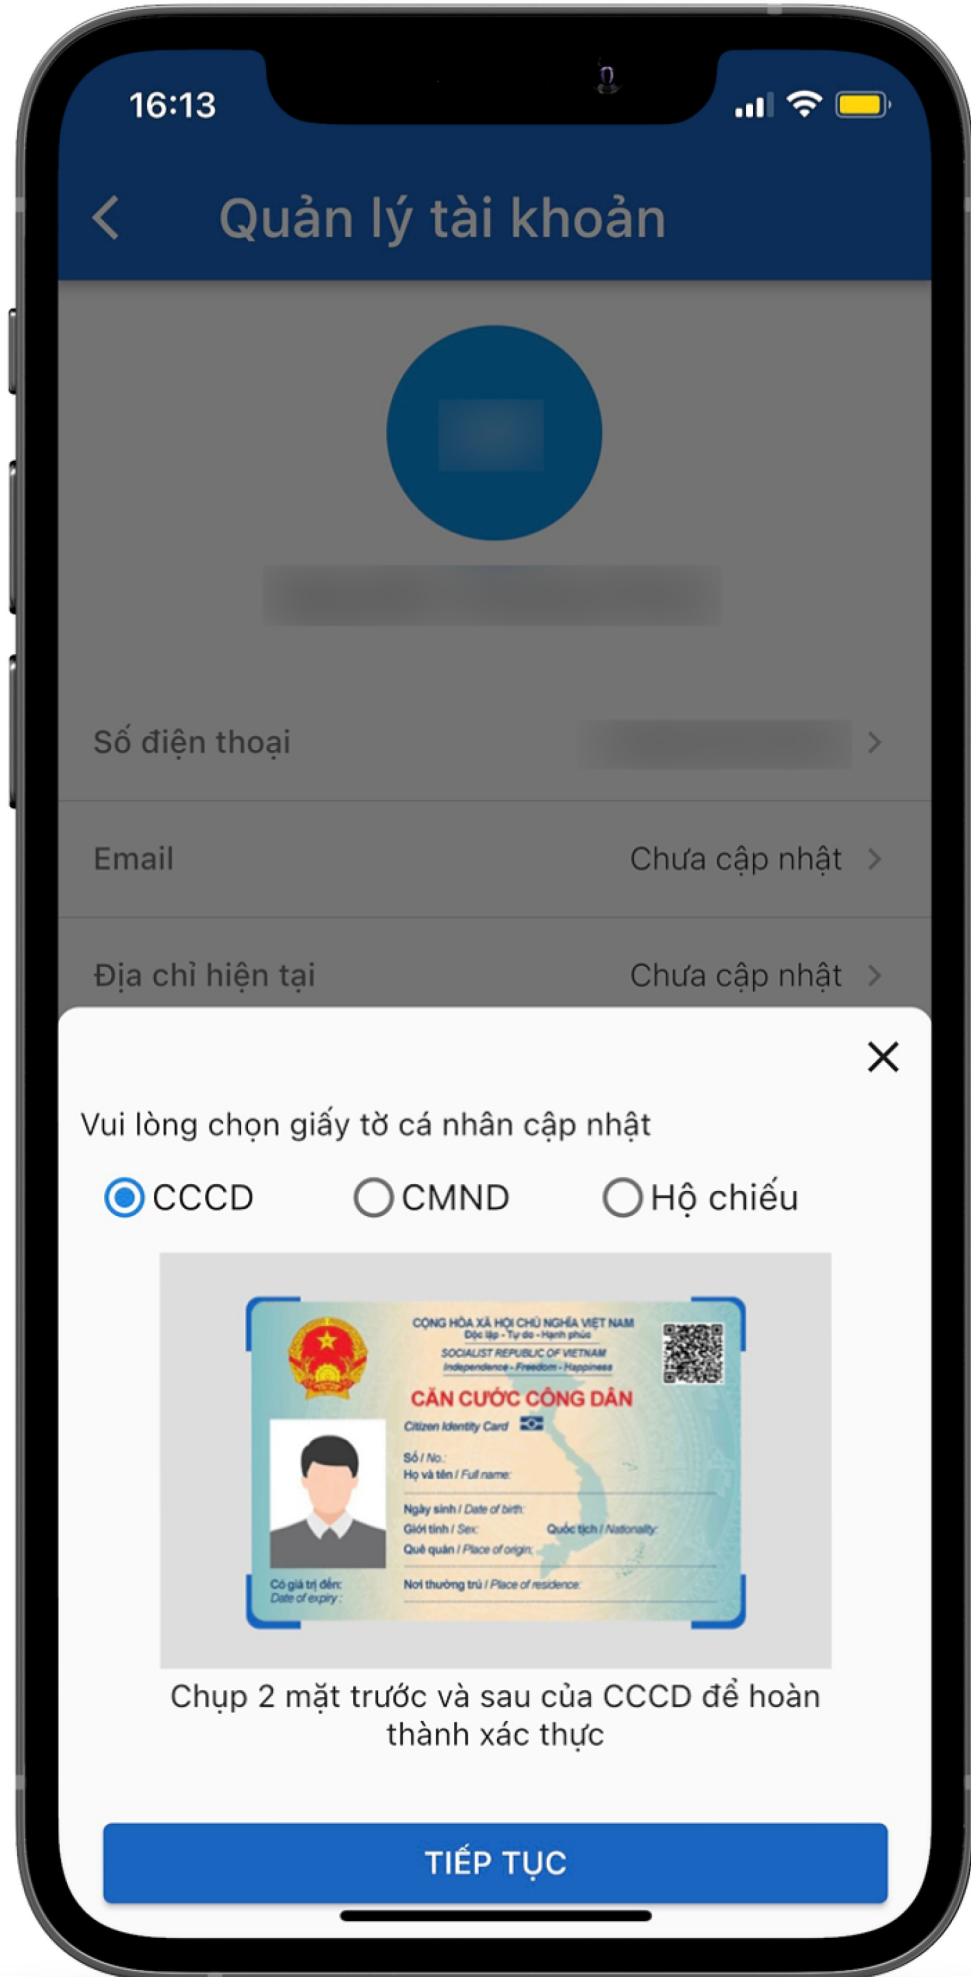 16:13
Quản lý tài khoản
Số điện thoại
Email Chưa cập nhật
Địa chỉ hiện tại Chưa cập nhật
Vui lòng chọn giấy tờ cá nhân cập nhật
CCCD CMND Hộ chiếu
CỘNG HÒA XÃ HỘI CHỦ NGHĨA VIỆT NAM
Độc lập - Tự do - Hạnh phúc
SOCIALIST REPUBLIC OF VIETNAM
Independence - Freedom - Happiness
CĂN CƯỚC CÔNG DÂN
Citizen Identity Card
Số / No.:
Họ và tên / Full name:
Ngày sinh / Date of birth:
Giới tính / Sex: Quốc tịch / Nationality:
Quê quán / Place of origin:
Có giá trị đến: Nơi thường trú / Place of residence:
Date of expiry :
Chụp 2 mặt trước và sau của CCCD để hoàn
thành xác thực
TIẾP TỤC